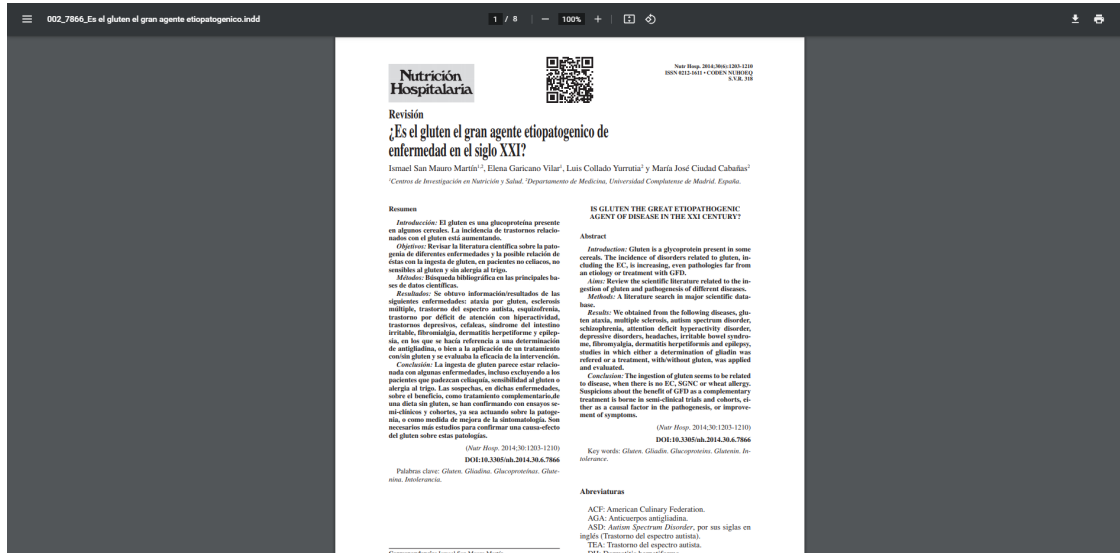 002_7866_Es el gluten el gran agente etiopatogenico.indd
1 / 8
100%
Nutrición
Hospitalaria
Nutr Hosp. 2014;30(6):1203-1210
ISSN 0212-1611 • CODEN NUHOEQ
S.V.R. 318
Revisión
¿Es el gluten el gran agente etiopatogenico de
enfermedad en el siglo XXI?
Ismael San Mauro Martín1,2, Elena Garicano Vilar1, Luis Collado Yurrutia2 y María José Ciudad Cabañas2
1Centros de Investigación en Nutrición y Salud. 2Departamento de Medicina, Universidad Complutense de Madrid. España.
Resumen
Introducción: El gluten es una glucoproteína presente
en algunos cereales. La incidencia de trastornos relacio-
nados con el gluten está aumentando.
Objetivos: Revisar la literatura científica sobre la pato-
genia de diferentes enfermedades y la posible relación de
éstas con la ingesta de gluten, en pacientes no celiacos, no
sensibles al gluten y sin alergia al trigo.
Métodos: Búsqueda bibliográfica en las principales ba-
ses de datos científicas.
Resultados: Se obtuvo información/resultados de las
siguientes enfermedades: ataxia por gluten, esclerosis
múltiple, trastorno del espectro autista, esquizofrenia,
trastorno por déficit de atención con hiperactividad,
trastornos depresivos, cefaleas, síndrome del intestino
irritable, fibromialgia, dermatitis herpetiforme y epilep-
sia, en los que se hacía referencia a una determinación
de antigliadina, o bien a la aplicación de un tratamiento
con/sin gluten y se evaluaba la eficacia de la intervención.
Conclusión: La ingesta de gluten parece estar relacio-
nada con algunas enfermedades, incluso excluyendo a los
pacientes que padezcan celiaquía, sensibilidad al gluten o
alergia al trigo. Las sospechas, en dichas enfermedades,
sobre el beneficio, como tratamiento complementario,de
una dieta sin gluten, se han confirmando con ensayos se-
mi-clínicos y cohortes, ya sea actuando sobre la patoge-
nia, o como medida de mejora de la sintomatología. Son
necesarios más estudios para confirmar una causa-efecto
del gluten sobre estas patologías.
(Nutr Hosp. 2014;30:1203-1210)
DOI:10.3305/nh.2014.30.6.7866
Palabras clave: Gluten. Gliadina. Glucoproteínas. Glute-
nina. Intolerancia.
IS GLUTEN THE GREAT ETIOPATHOGENIC
AGENT OF DISEASE IN THE XXI CENTURY?
Abstract
Introduction: Gluten is a glycoprotein present in some
cereals. The incidence of disorders related to gluten, in-
cluding the EC, is increasing, even pathologies far from
an etiology or treatment with GFD.
Aims: Review the scientific literature related to the in-
gestion of gluten and pathogenesis of different diseases.
Methods: A literature search in major scientific data-
base.
Results: We obtained from the following diseases, glu-
ten ataxia, multiple sclerosis, autism spectrum disorder,
schizophrenia, attention deficit hyperactivity disorder,
depressive disorders, headaches, irritable bowel syndro-
me, fibromyalgia, dermatitis herpetiformis and epilepsy,
studies in which either a determination of gliadin was
refered or a treatment, with/without gluten, was applied
and evaluated.
Conclusion: The ingestion of gluten seems to be related
to disease, when there is no EC, SGNC or wheat allergy.
Suspicions about the benefit of GFD as a complementary
treatment is borne in semi-clinical trials and cohorts, ei-
ther as a causal factor in the pathogenesis, or improve-
ment of symptoms.
(Nutr Hosp. 2014;30:1203-1210)
DOI:10.3305/nh.2014.30.6.7866
Key words: Gluten. Gliadin. Glucoproteins. Glutenin. In-
tolerance.
Abreviaturas
ACF: American Culinary Federation.
AGA: Anticuerpos antigliadina.
ASD: Autism Spectrum Disorder, por sus siglas en
inglés (Trastorno del espectro autista).
TEA: Trastorno del espectro autista.